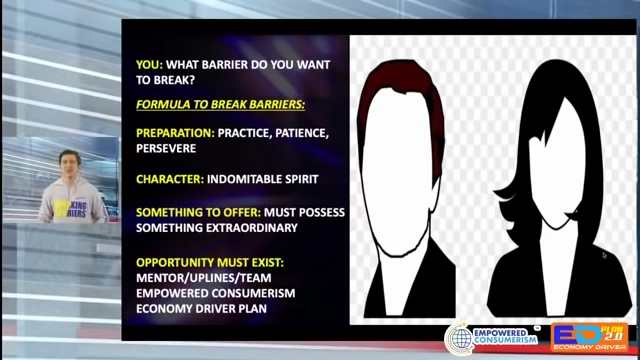 YOU: WHAT BARRIER DO YOU WANT
TO BREAK?
FORMULA TO BREAK BARRIERS:
PREPARATION: PRACTICE, PATIENCE,
PERSEVERE
CHARACTER: INDOMITABLE SPIRIT
SOMETHING TO OFFER: MUST POSSESS
SOMETHING EXTRAORDINARY
OPPORTUNITY MUST EXIST:
MENTOR/UPLINES/TEAM
EMPOWERED CONSUMERISM
ECONOMY DRIVER PLAN
EMPOWERED
CONSUMERISM
ED PLAN
2.0
ECONOMY DRIVER